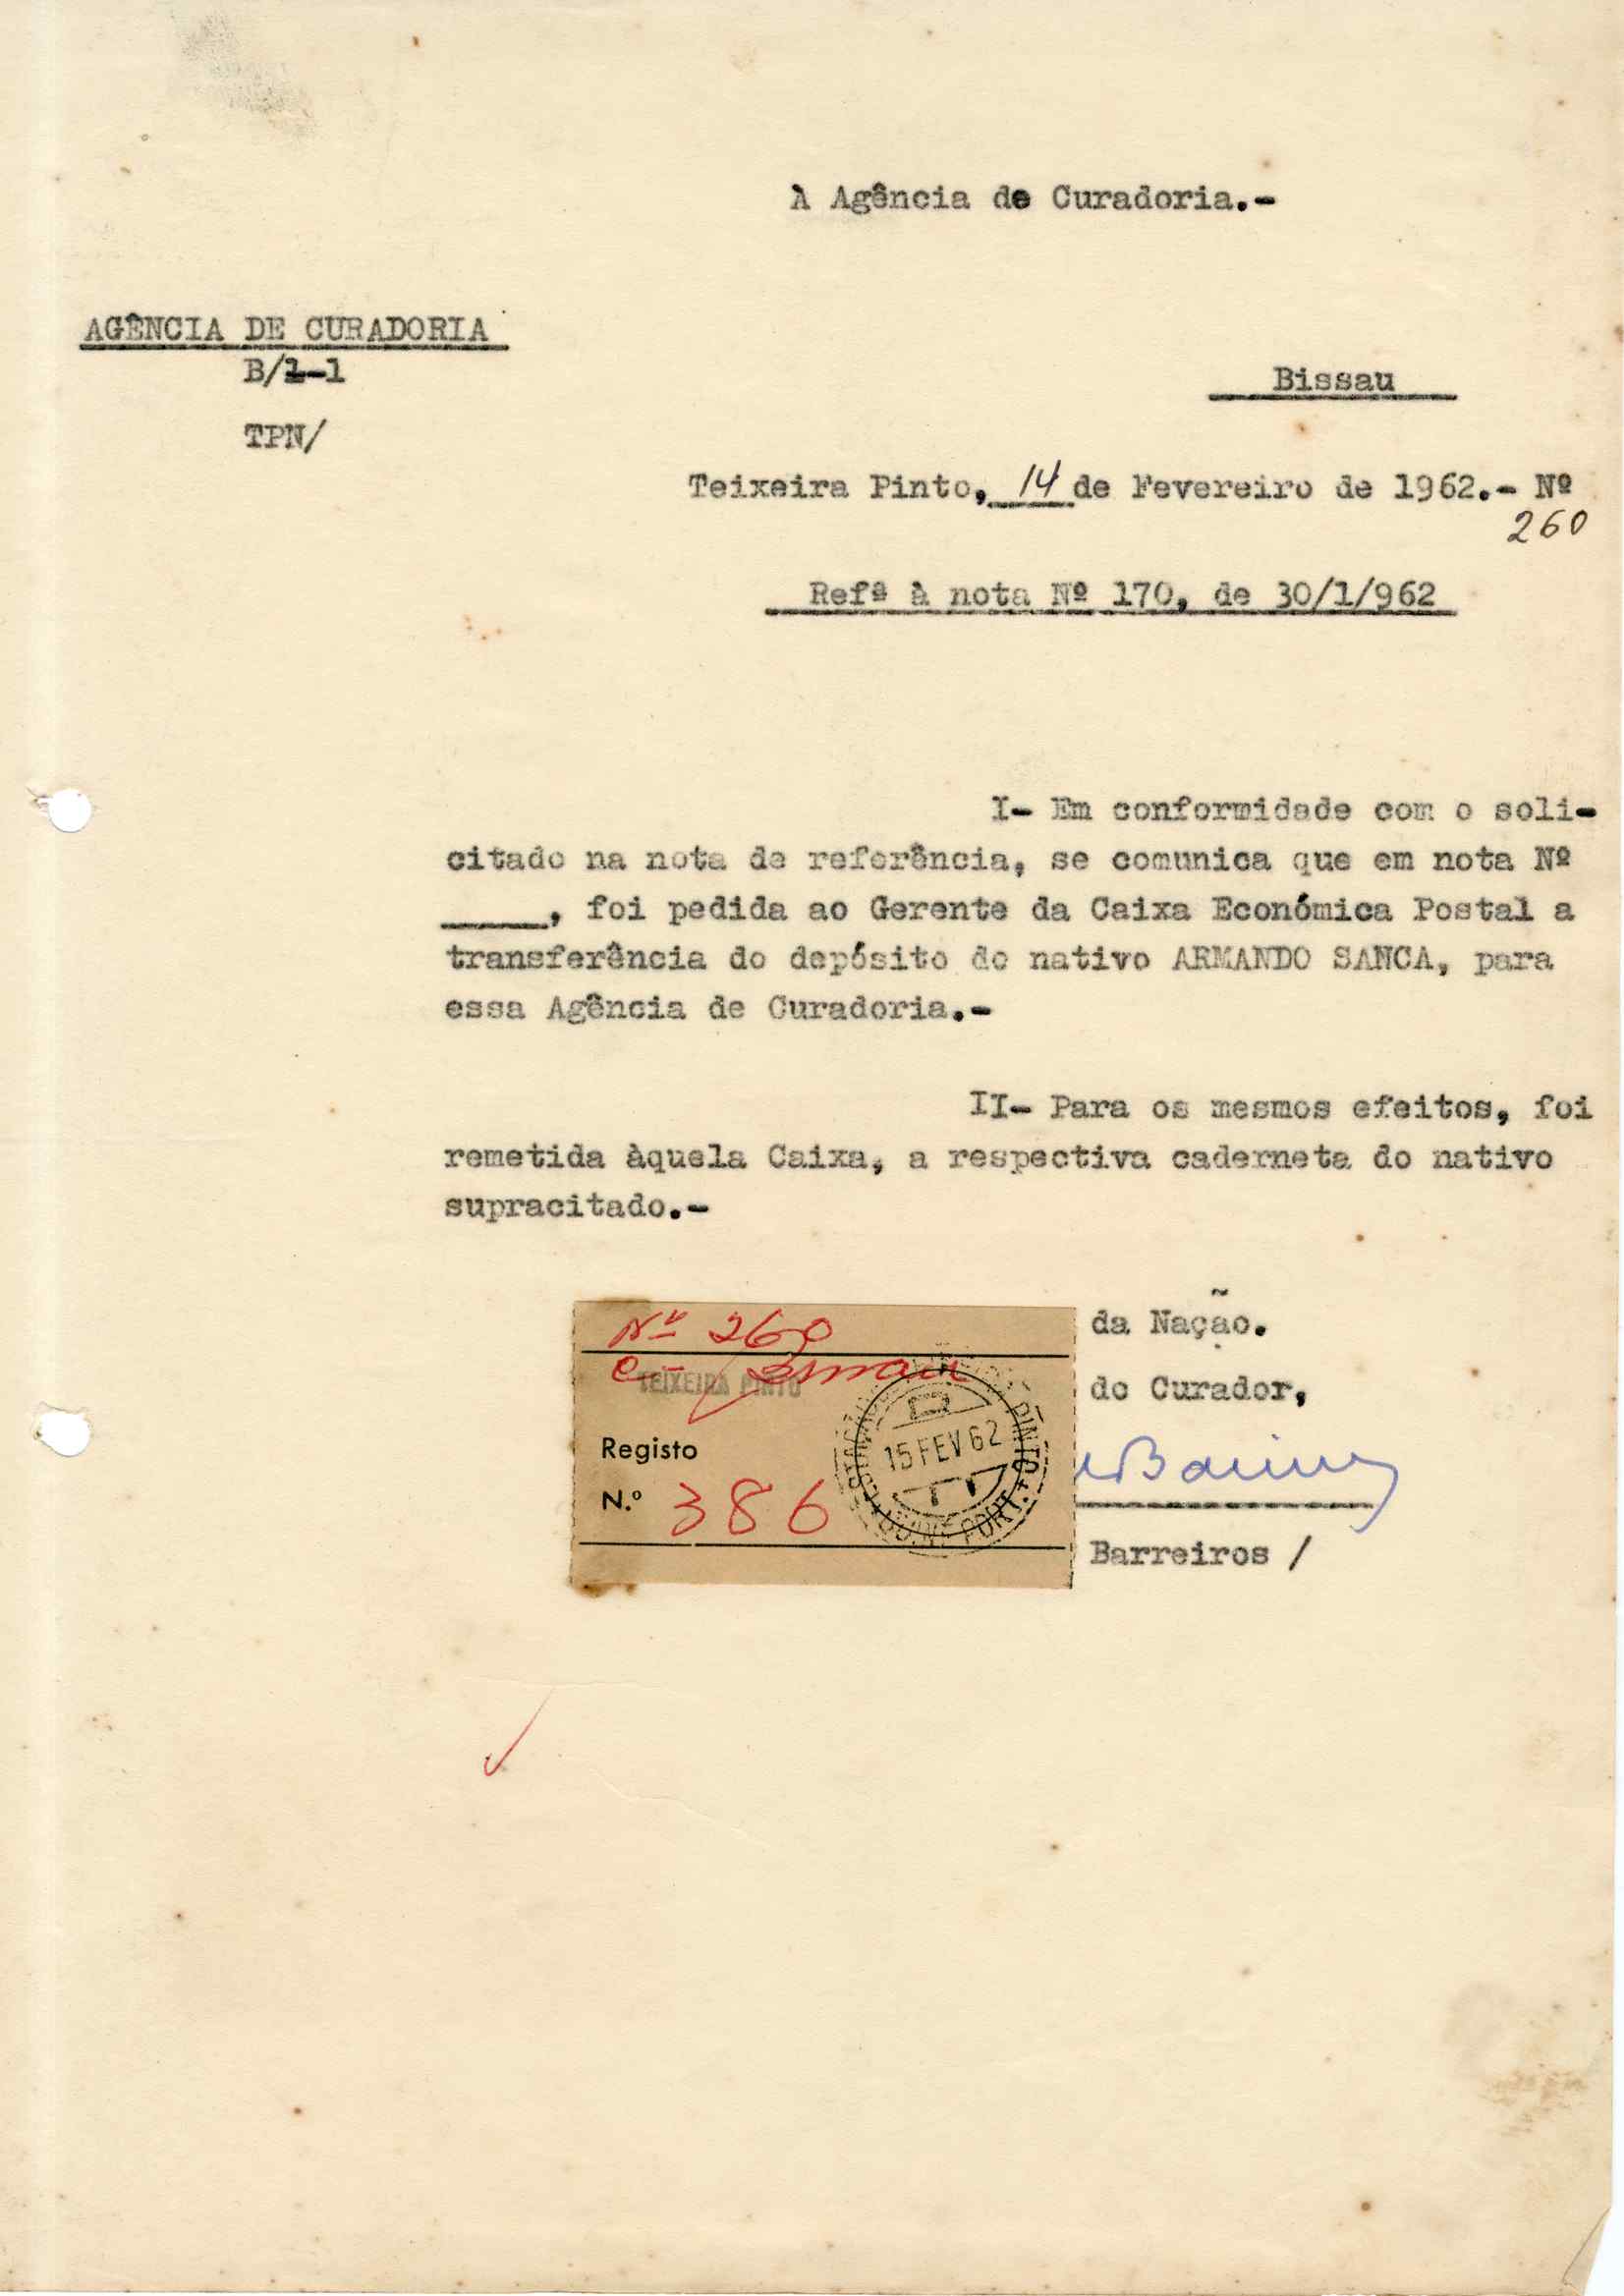 À Agência de Curadoria.-
AGÊNCIA DE CURADORIA
B/1-1
TPN/
Bissau
Teixeira Pinto, 14 de Fevereiro de 1962.- Nº
260
Refª à nota Nº 170, de 30/1/962
I- Em conformidade com o soli-
citado na nota de referência, se comunica que em nota Nº
_____, foi pedida ao Gerente da Caixa Económica Postal a
transferência do depósito do nativo ARMANDO SANCA, para
essa Agência de Curadoria.-
II- Para os mesmos efeitos, foi
remetida àquela Caixa, a respectiva caderneta do nativo
supracitado.-
da Nação.
do Curador,
Barreiros /
Nº 260
Bissau
TEIXEIRA PINTO
Registo
N.º 386
15 FEV 62